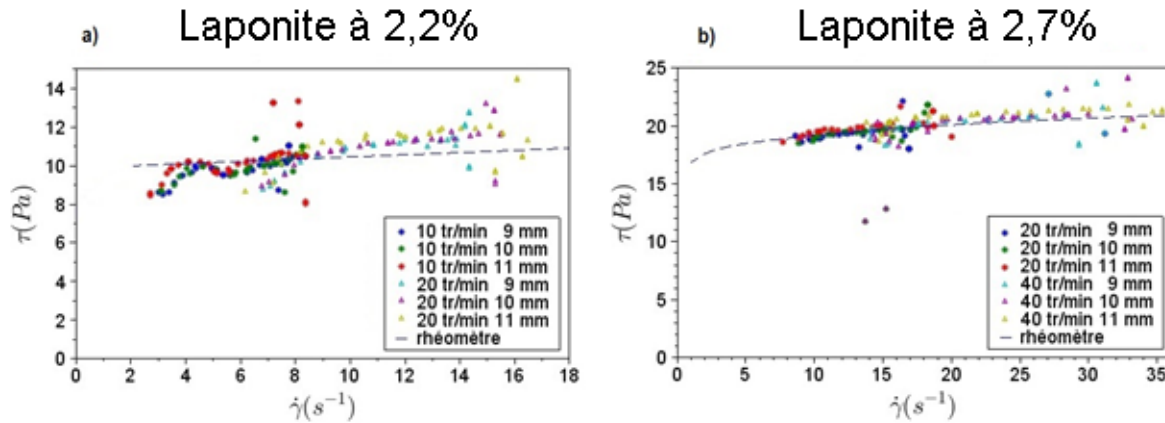 Laponite à 2,2%
a)
τ(Pa)
14
12
10
8
6
4
2
0
0 2 4 6 8 10 12 14 16 18
γ̇(s⁻¹)
10 tr/min 9 mm
10 tr/min 10 mm
10 tr/min 11 mm
20 tr/min 9 mm
20 tr/min 10 mm
20 tr/min 11 mm
rhéomètre
Laponite à 2,7%
b)
τ(Pa)
25
20
15
10
5
0
0 5 10 15 20 25 30 35
γ̇(s⁻¹)
20 tr/min 9 mm
20 tr/min 10 mm
20 tr/min 11 mm
40 tr/min 9 mm
40 tr/min 10 mm
40 tr/min 11 mm
rhéomètre